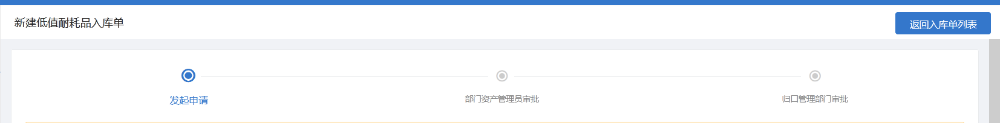 新建低值耐耗品入库单
返回入库单列表
发起申请
部门资产管理员审批
归口管理部门审批